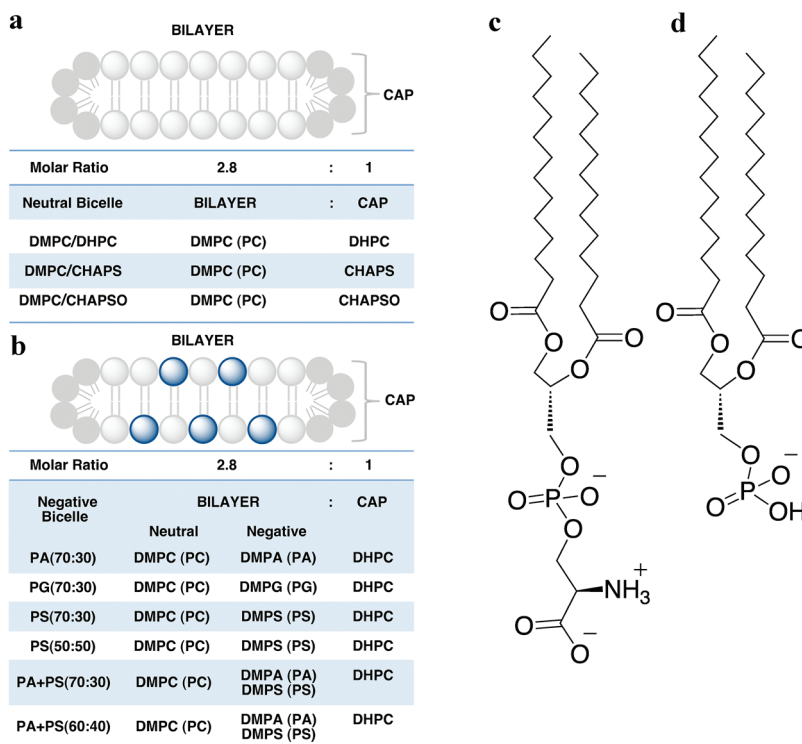 a
BILAYER
CAP
Molar Ratio 2.8 : 1
Neutral Bicelle BILAYER : CAP
DMPC/DHPC DMPC (PC) DHPC
DMPC/CHAPS DMPC (PC) CHAPS
DMPC/CHAPSO DMPC (PC) CHAPSO
b
BILAYER
CAP
Molar Ratio 2.8 : 1
Negative Bicelle BILAYER : CAP
Neutral Negative
PA(70:30) DMPC (PC) DMPA (PA) DHPC
PG(70:30) DMPC (PC) DMPG (PG) DHPC
PS(70:30) DMPC (PC) DMPS (PS) DHPC
PS(50:50) DMPC (PC) DMPS (PS) DHPC
PA+PS(70:30) DMPC (PC) DMPA (PA) DMPS (PS) DHPC
PA+PS(60:40) DMPC (PC) DMPA (PA) DMPS (PS) DHPC
c
O
O
O
O
O
O=P-O−
O
NH3+
O
O−
d
O
O
O
O
O
O=P-O−
OH